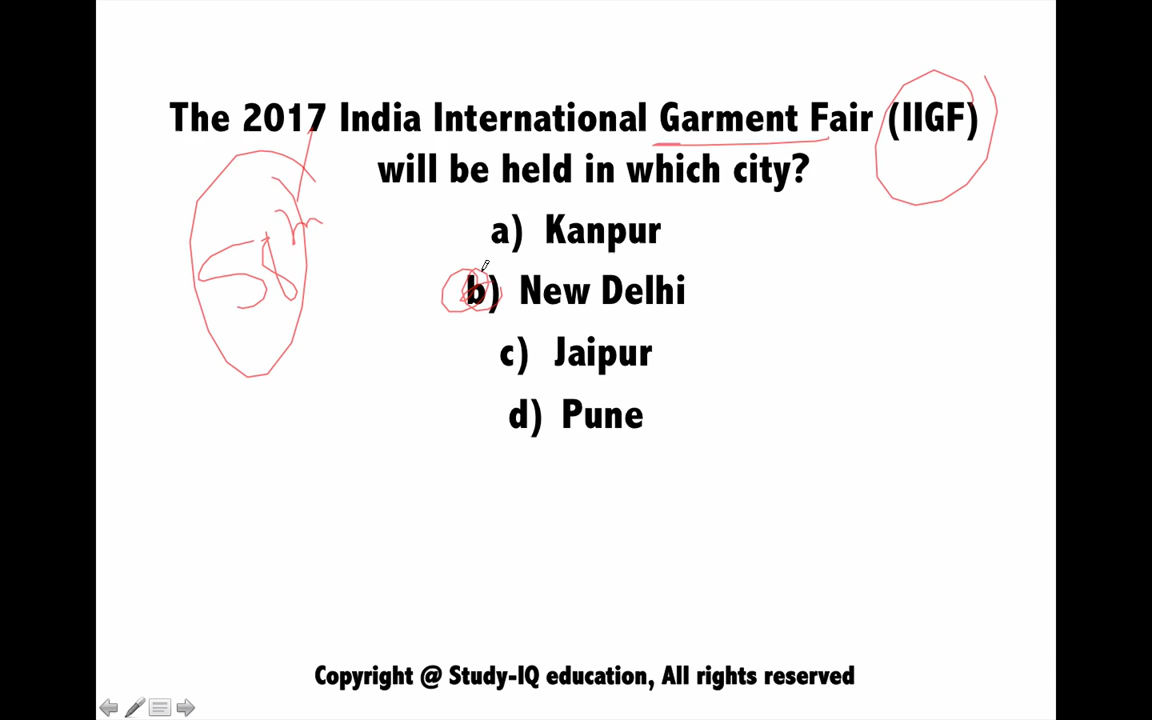 The 2017 India International Garment Fair (IIGF)
will be held in which city?
a) Kanpur
58th
b) New Delhi
c) Jaipur
d) Pune
Copyright @ Study-IQ education, All rights reserved